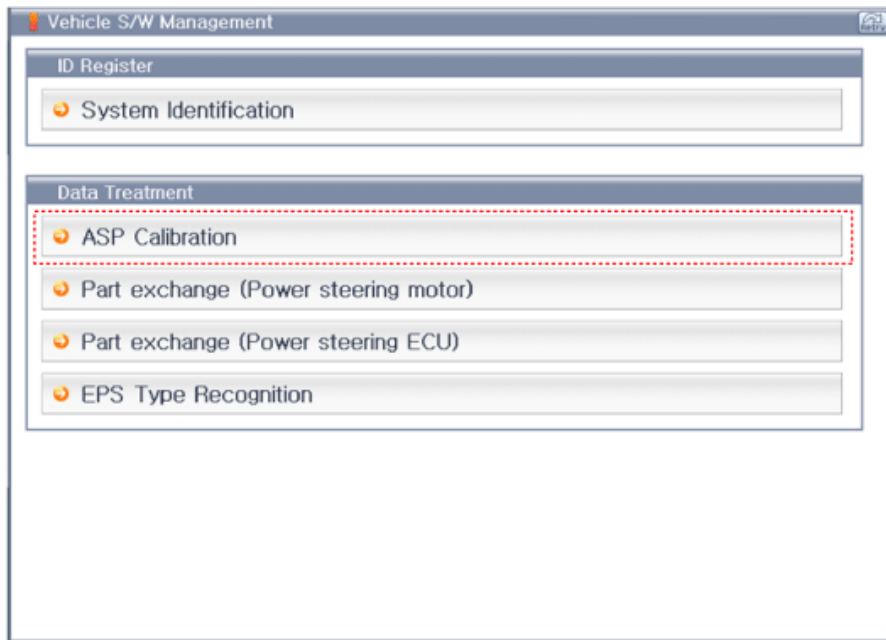 Vehicle S/W Management
Retry
ID Register
System Identification
Data Treatment
ASP Calibration
Part exchange (Power steering motor)
Part exchange (Power steering ECU)
EPS Type Recognition